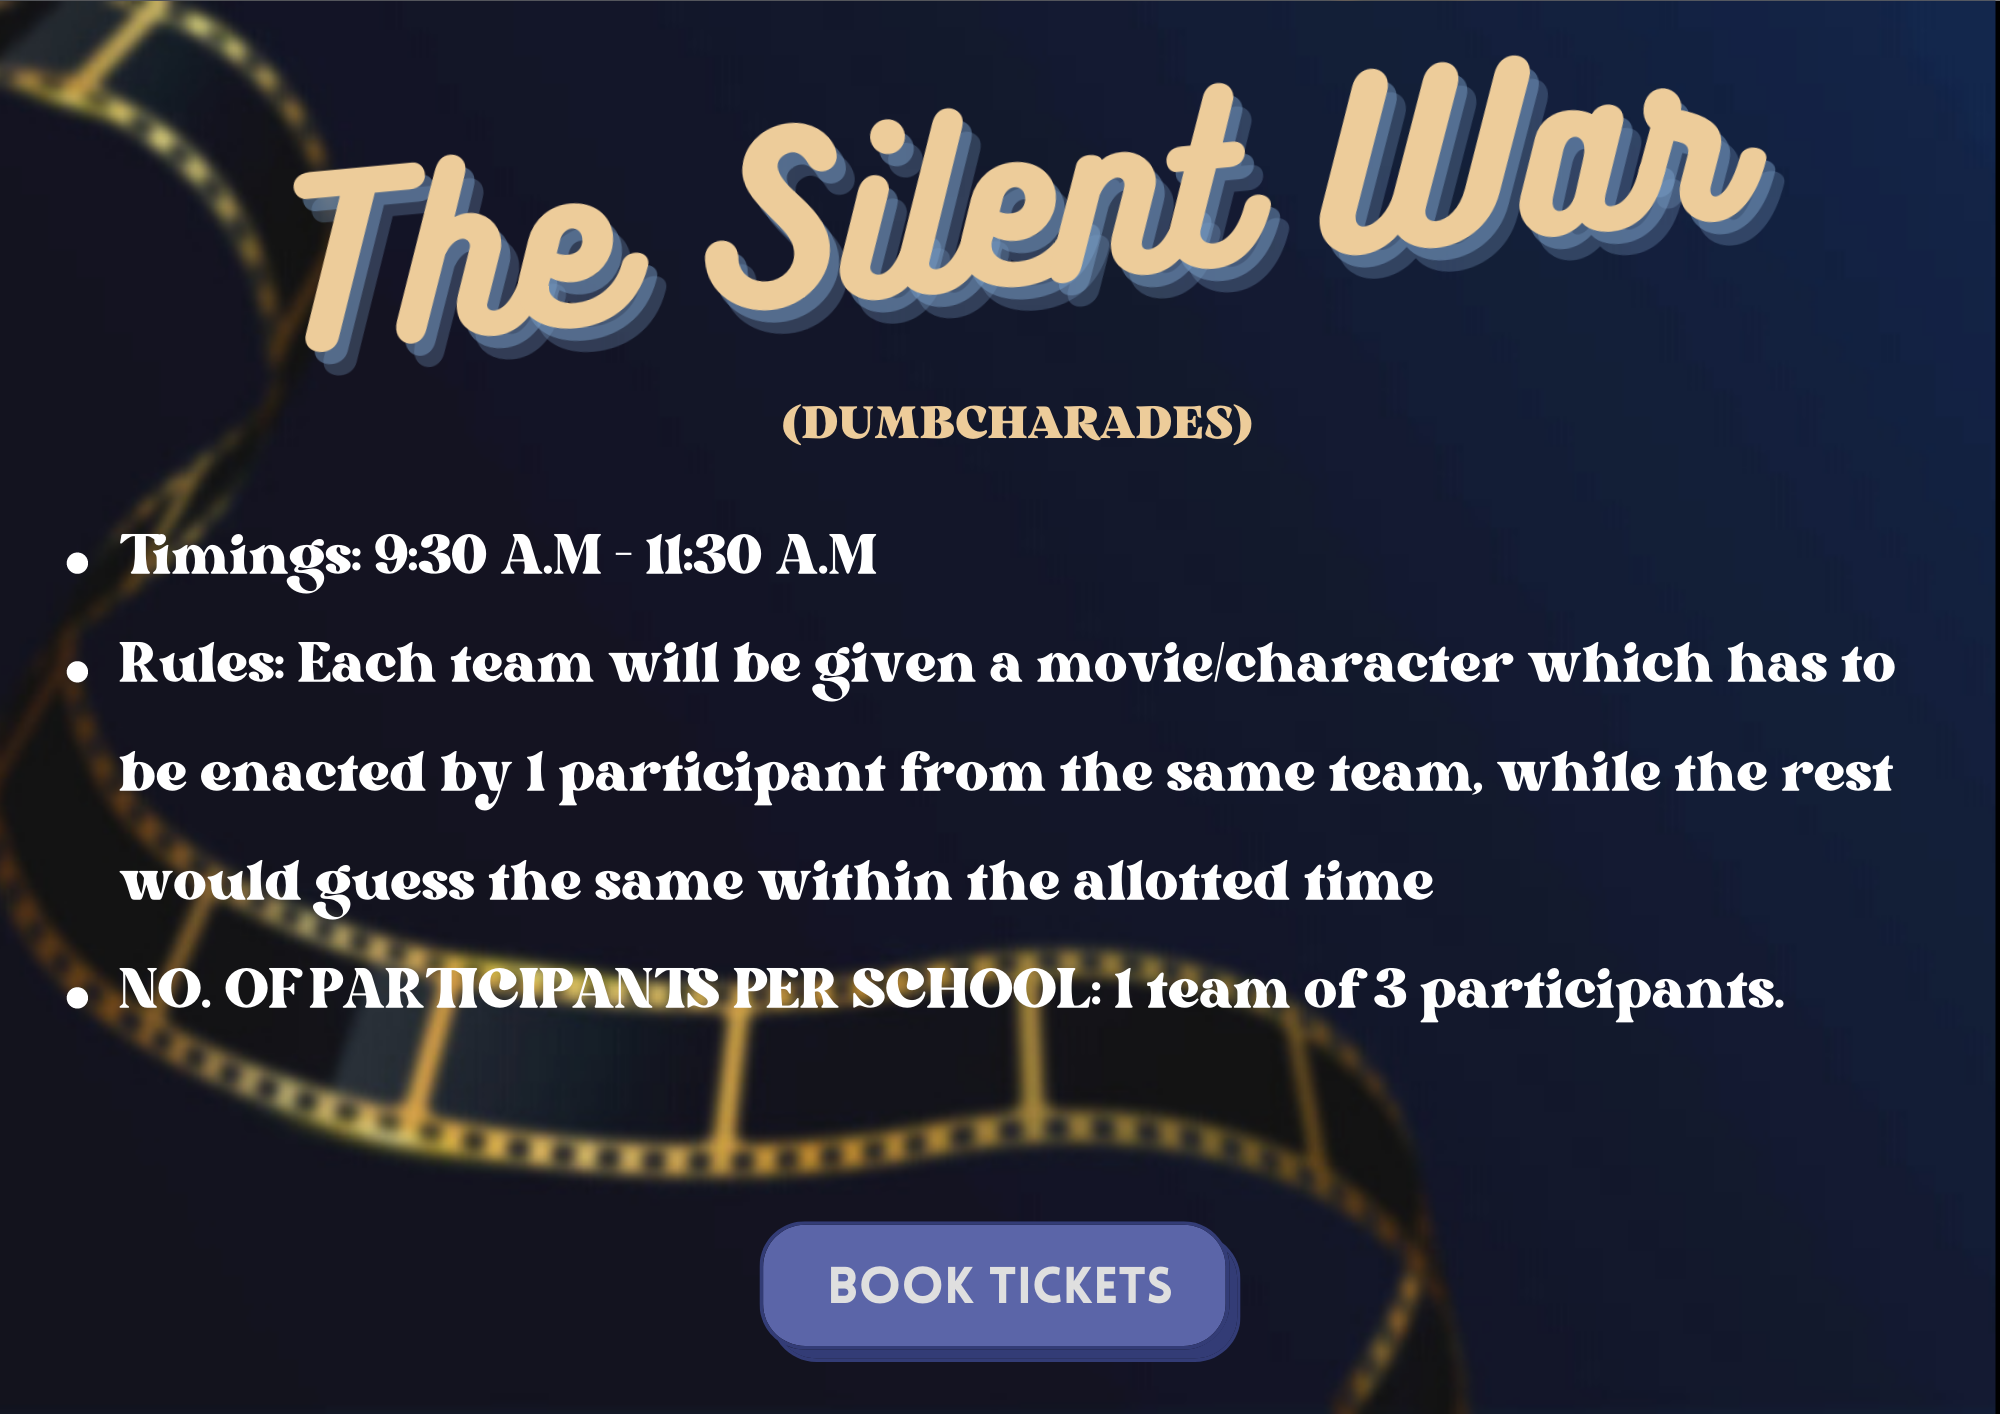 The Silent War
(DUMBCHARADES)
• Timings: 9:30 A.M - 11:30 A.M
• Rules: Each team will be given a movie/character which has to
be enacted by 1 participant from the same team, while the rest
would guess the same within the allotted time
• NO. OF PARTICIPANTS PER SCHOOL: 1 team of 3 participants.
BOOK TICKETS